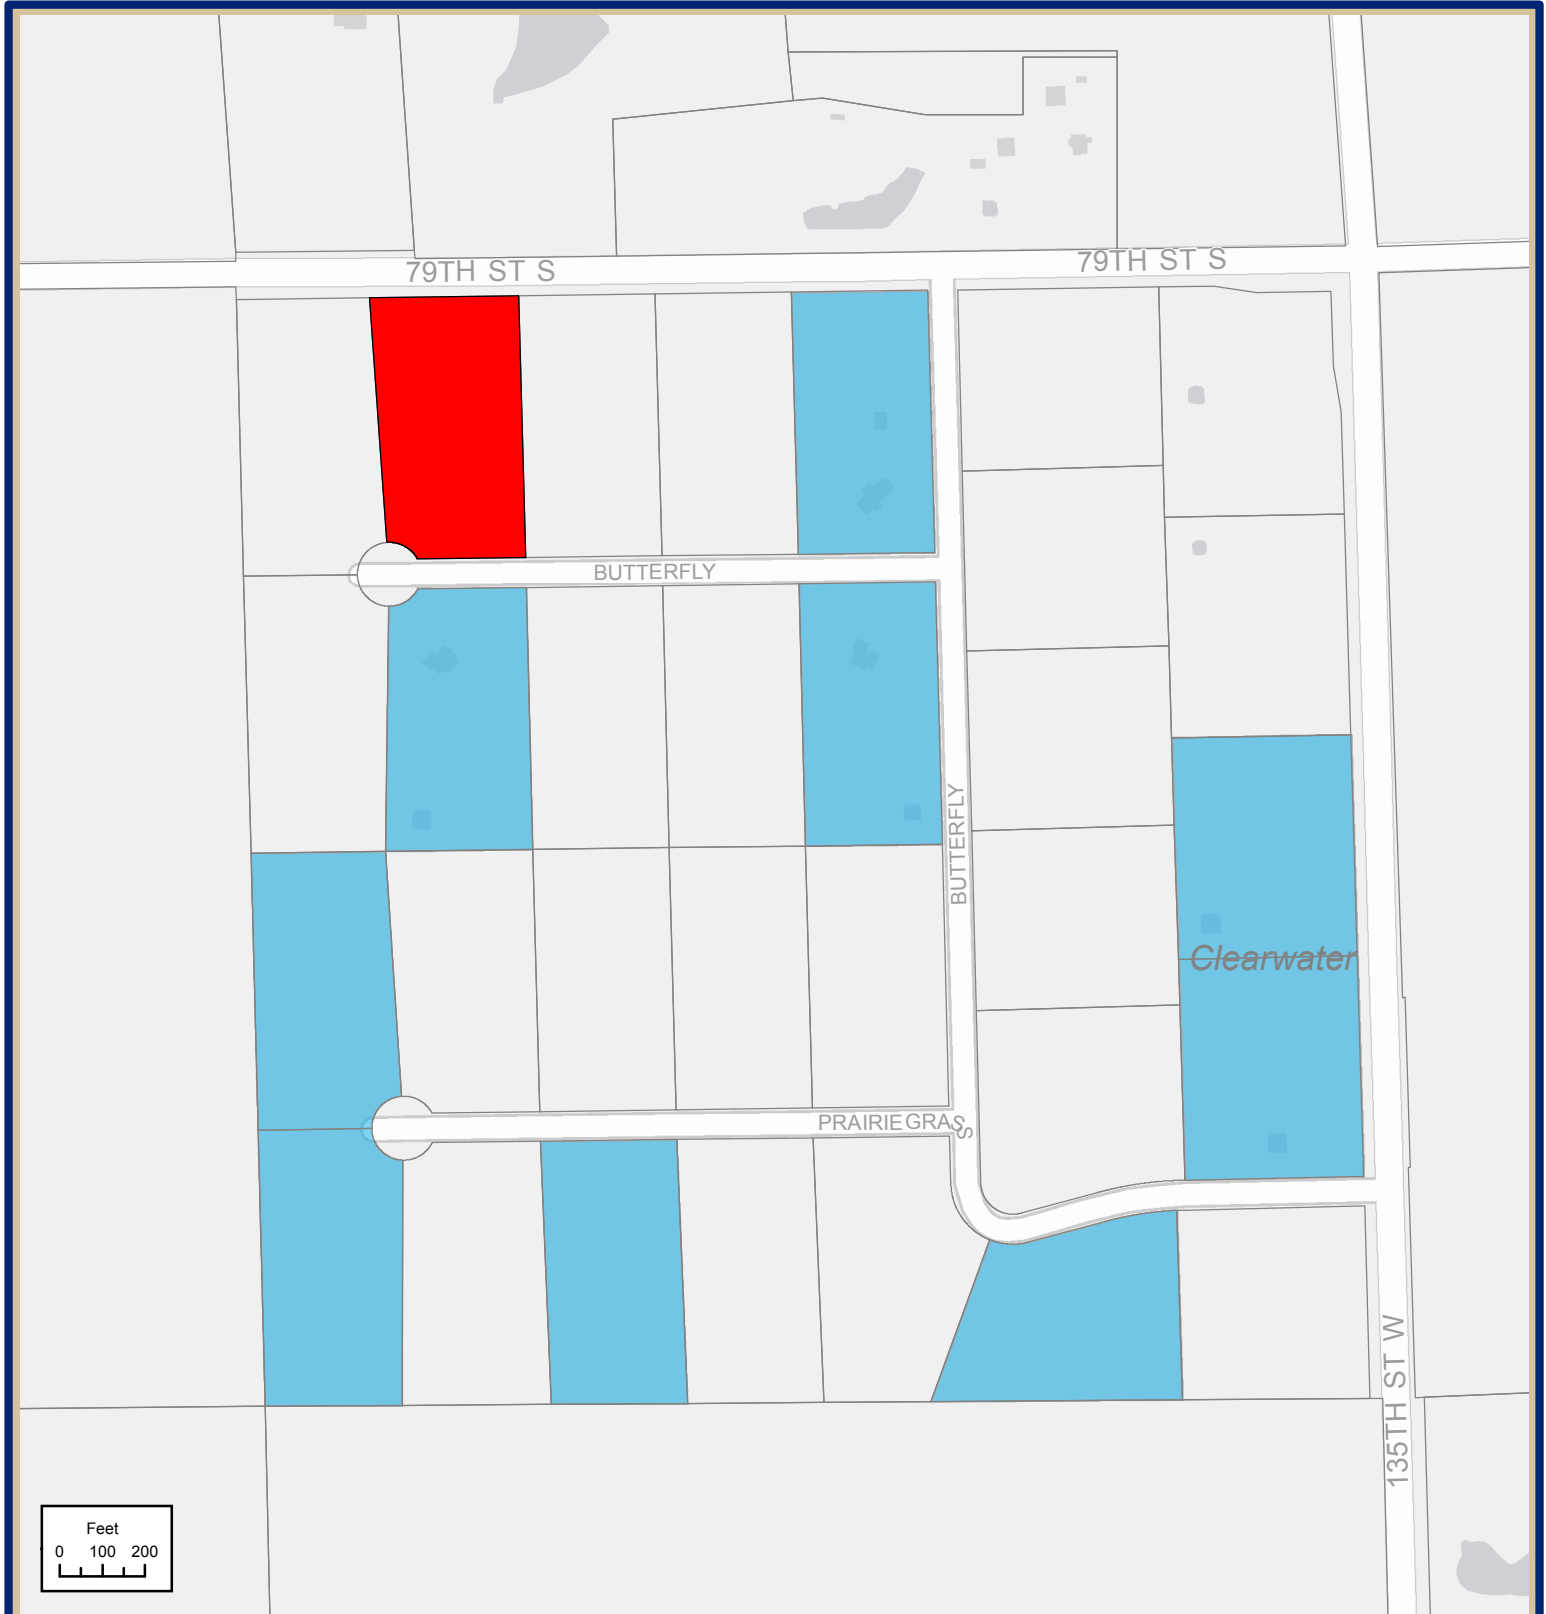 79TH ST S
79TH ST S
BUTTERFLY
BUTTERFLY
Clearwater
PRAIRIE GRASS
135TH ST W
Feet
0 100 200